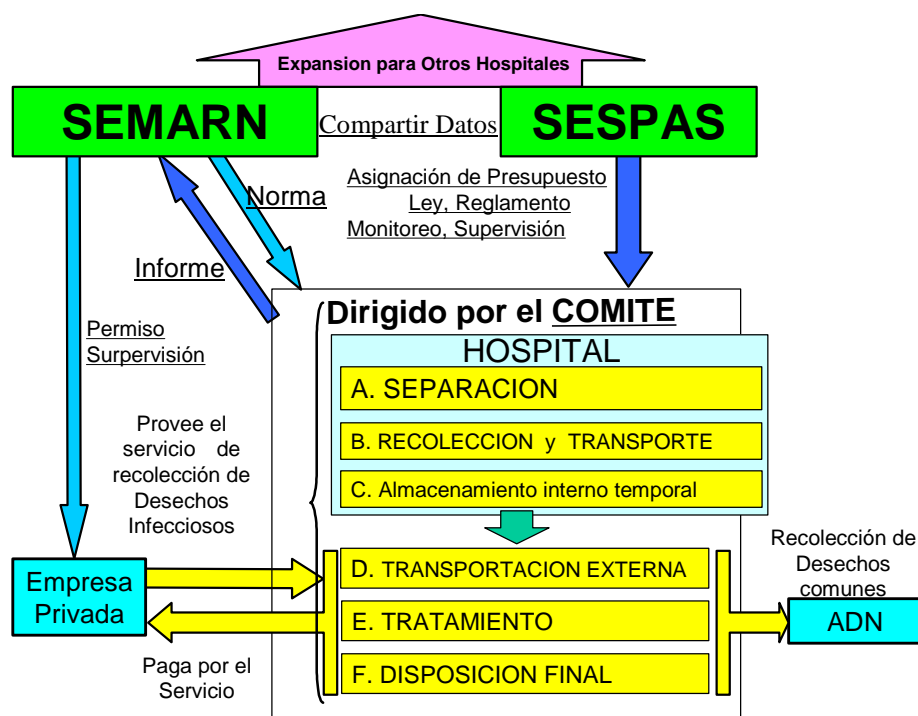 Expansion para Otros Hospitales
SEMARN
Compartir Datos
SESPAS
Asignación de Presupuesto
Ley, Reglamento
Monitoreo, Supervisión
Norma
Informe
Permiso
Surpervisión
Dirigido por el COMITE
HOSPITAL
A. SEPARACION
B. RECOLECCION y TRANSPORTE
C. Almacenamiento interno temporal
Provee el
servicio de
recolección de
Desechos
Infecciosos
Empresa
Privada
D. TRANSPORTACION EXTERNA
E. TRATAMIENTO
F. DISPOSICION FINAL
Recolección de
Desechos
comunes
ADN
Paga por el
Servicio